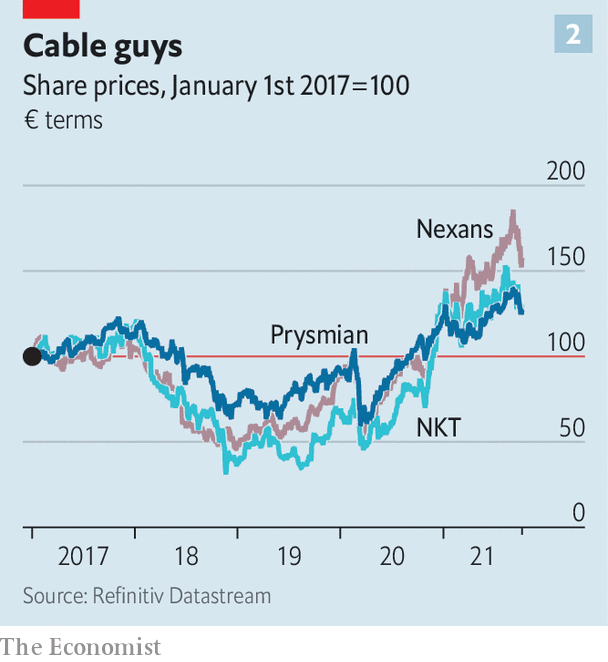 Cable guys
2
Share prices, January 1st 2017=100
€ terms
200
Nexans
150
Prysmian
100
NKT
50
0
2017 18 19 20 21
Source: Refinitiv Datastream
The Economist